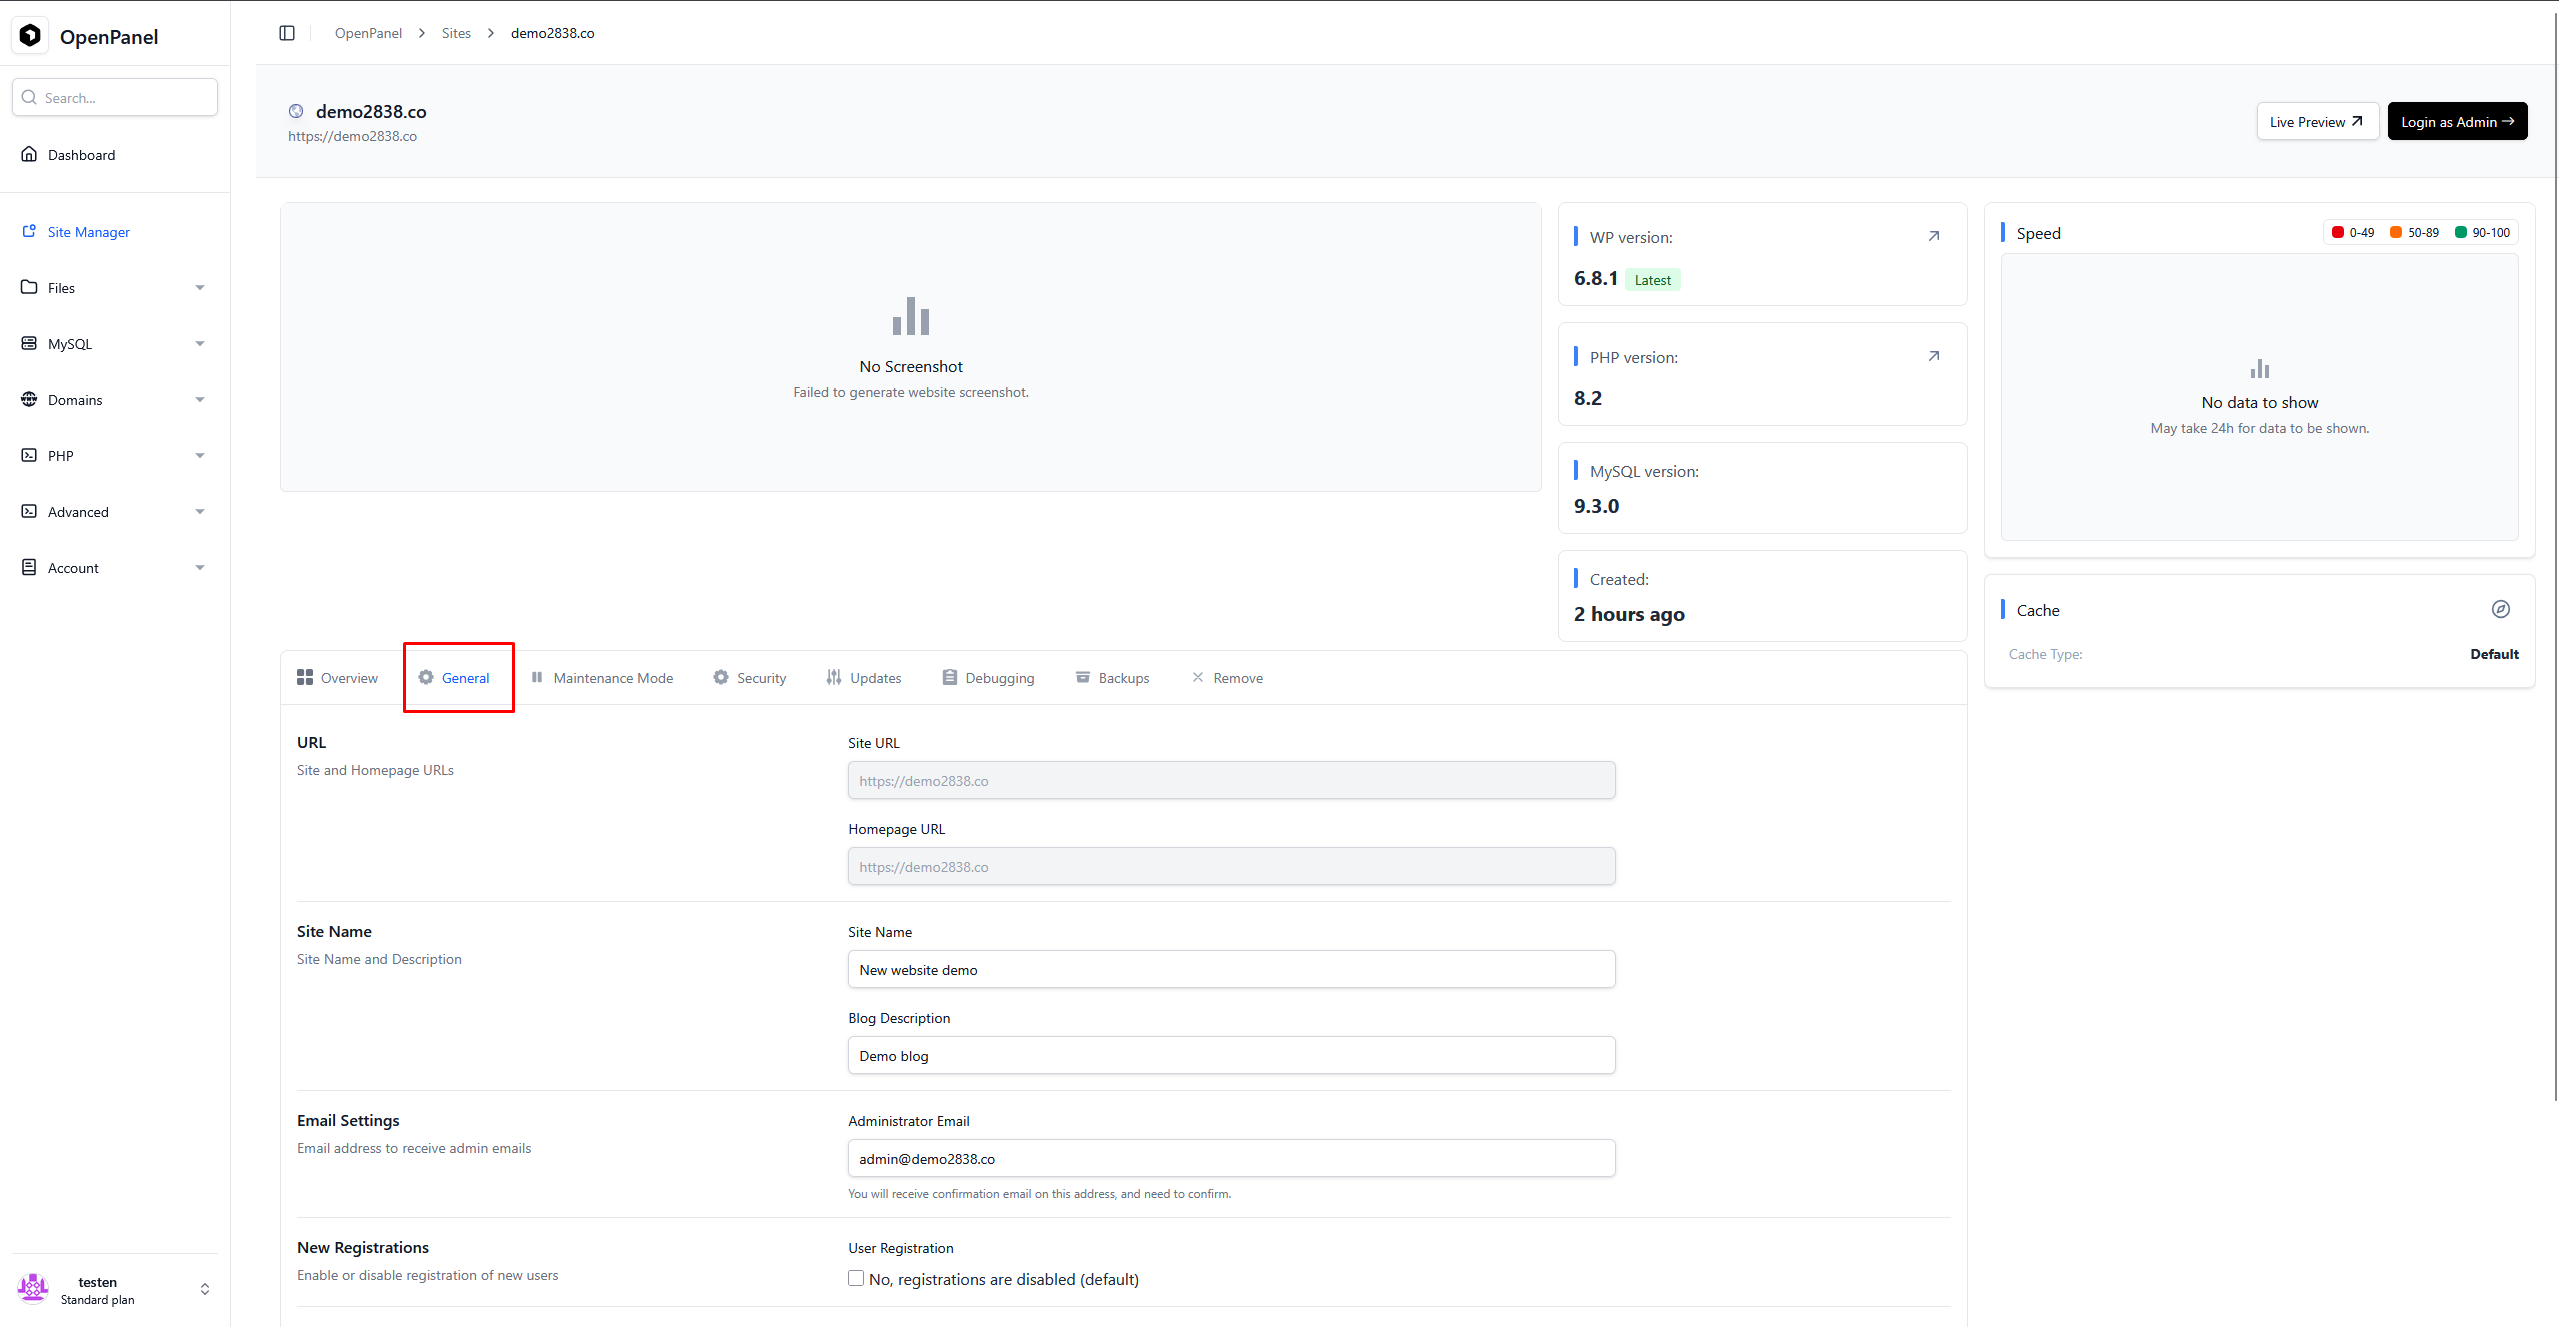 OpenPanel
Search...
Dashboard
Site Manager
Files
MySQL
Domains
PHP
Advanced
Account
testen
Standard plan
OpenPanel > Sites > demo2838.co
demo2838.co
https://demo2838.co
Live Preview
Login as Admin
No Screenshot
Failed to generate website screenshot.
WP version:
6.8.1 Latest
PHP version:
8.2
MySQL version:
9.3.0
Created:
2 hours ago
Speed
0-49 50-89 90-100
No data to show
May take 24h for data to be shown.
Cache
Cache Type: Default
Overview General Maintenance Mode Security Updates Debugging Backups Remove
URL
Site and Homepage URLs
Site URL
https://demo2838.co
Homepage URL
https://demo2838.co
Site Name
Site Name and Description
Site Name
New website demo
Blog Description
Demo blog
Email Settings
Email address to receive admin emails
Administrator Email
admin@demo2838.co
You will receive confirmation email on this address, and need to confirm.
New Registrations
Enable or disable registration of new users
User Registration
No, registrations are disabled (default)